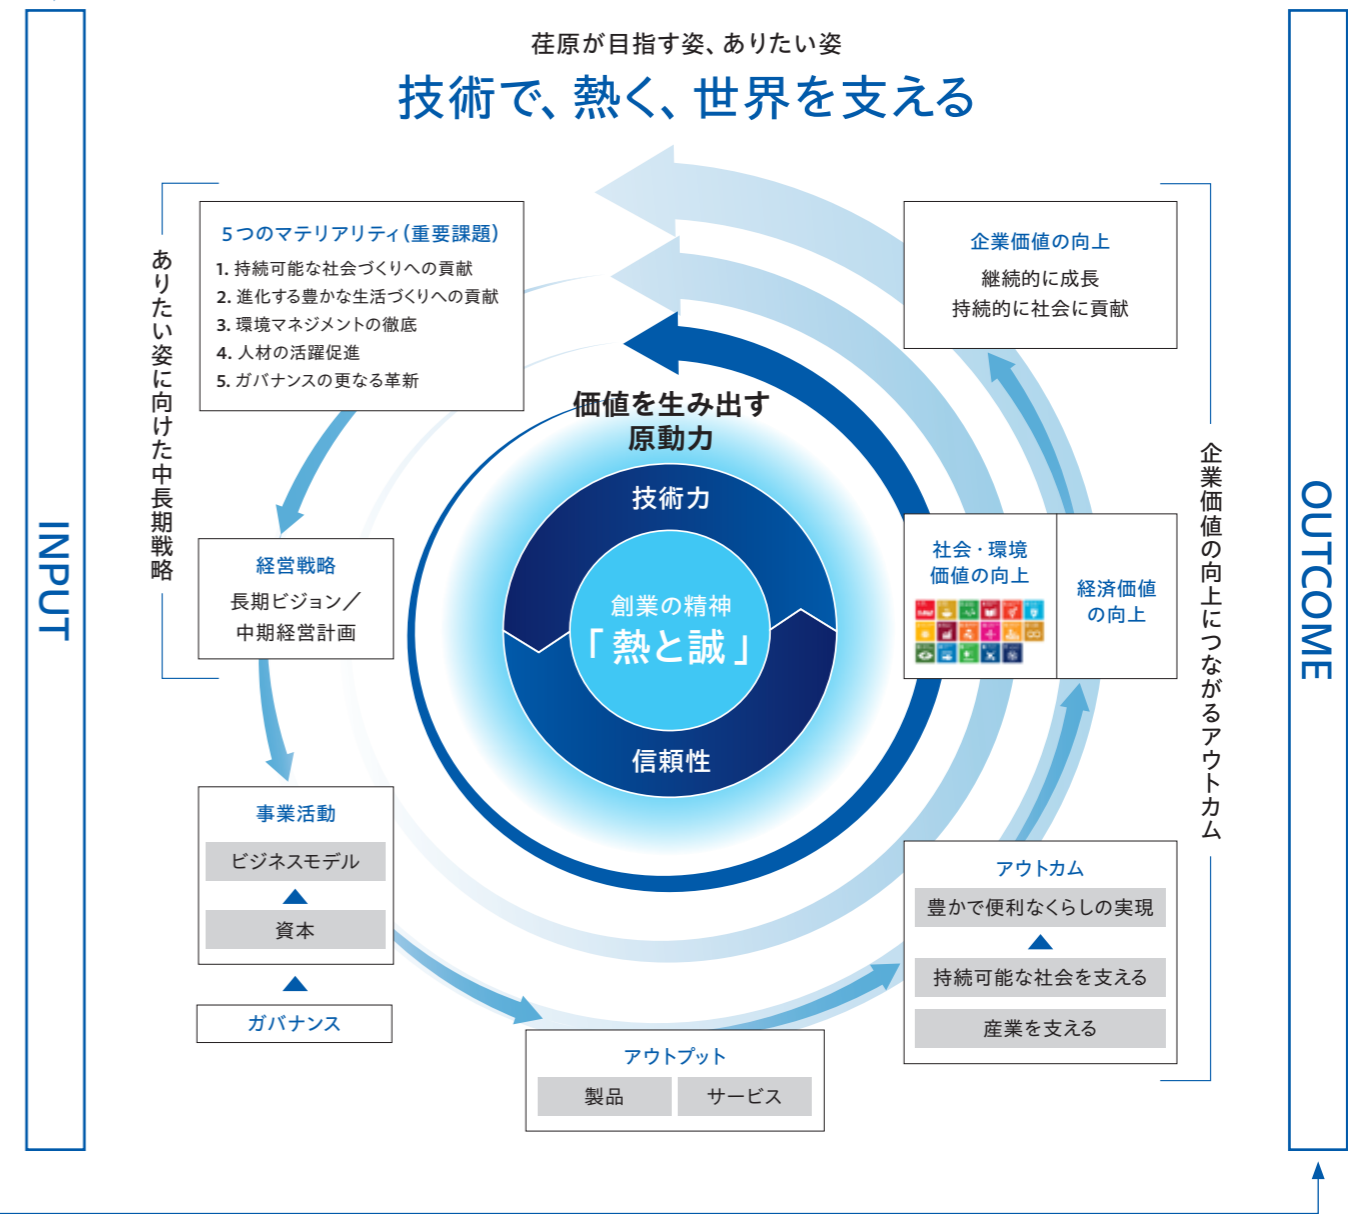 荏原が目指す姿、ありたい姿
技術で、熱く、世界を支える
INPUT
ありたい姿に向けた中長期戦略
5つのマテリアリティ（重要課題）
1. 持続可能な社会づくりへの貢献
2. 進化する豊かな生活づくりへの貢献
3. 環境マネジメントの徹底
4. 人材の活躍促進
5. ガバナンスの更なる革新
経営戦略
長期ビジョン／
中期経営計画
事業活動
ビジネスモデル
資本
ガバナンス
価値を生み出す
原動力
技術力
創業の精神
「熱と誠」
信頼性
アウトプット
製品
サービス
企業価値の向上
継続的に成長
持続的に社会に貢献
社会・環境
価値の向上
経済価値
の向上
アウトカム
豊かで便利なくらしの実現
持続可能な社会を支える
産業を支える
企業価値の向上につながるアウトカム
OUTCOME